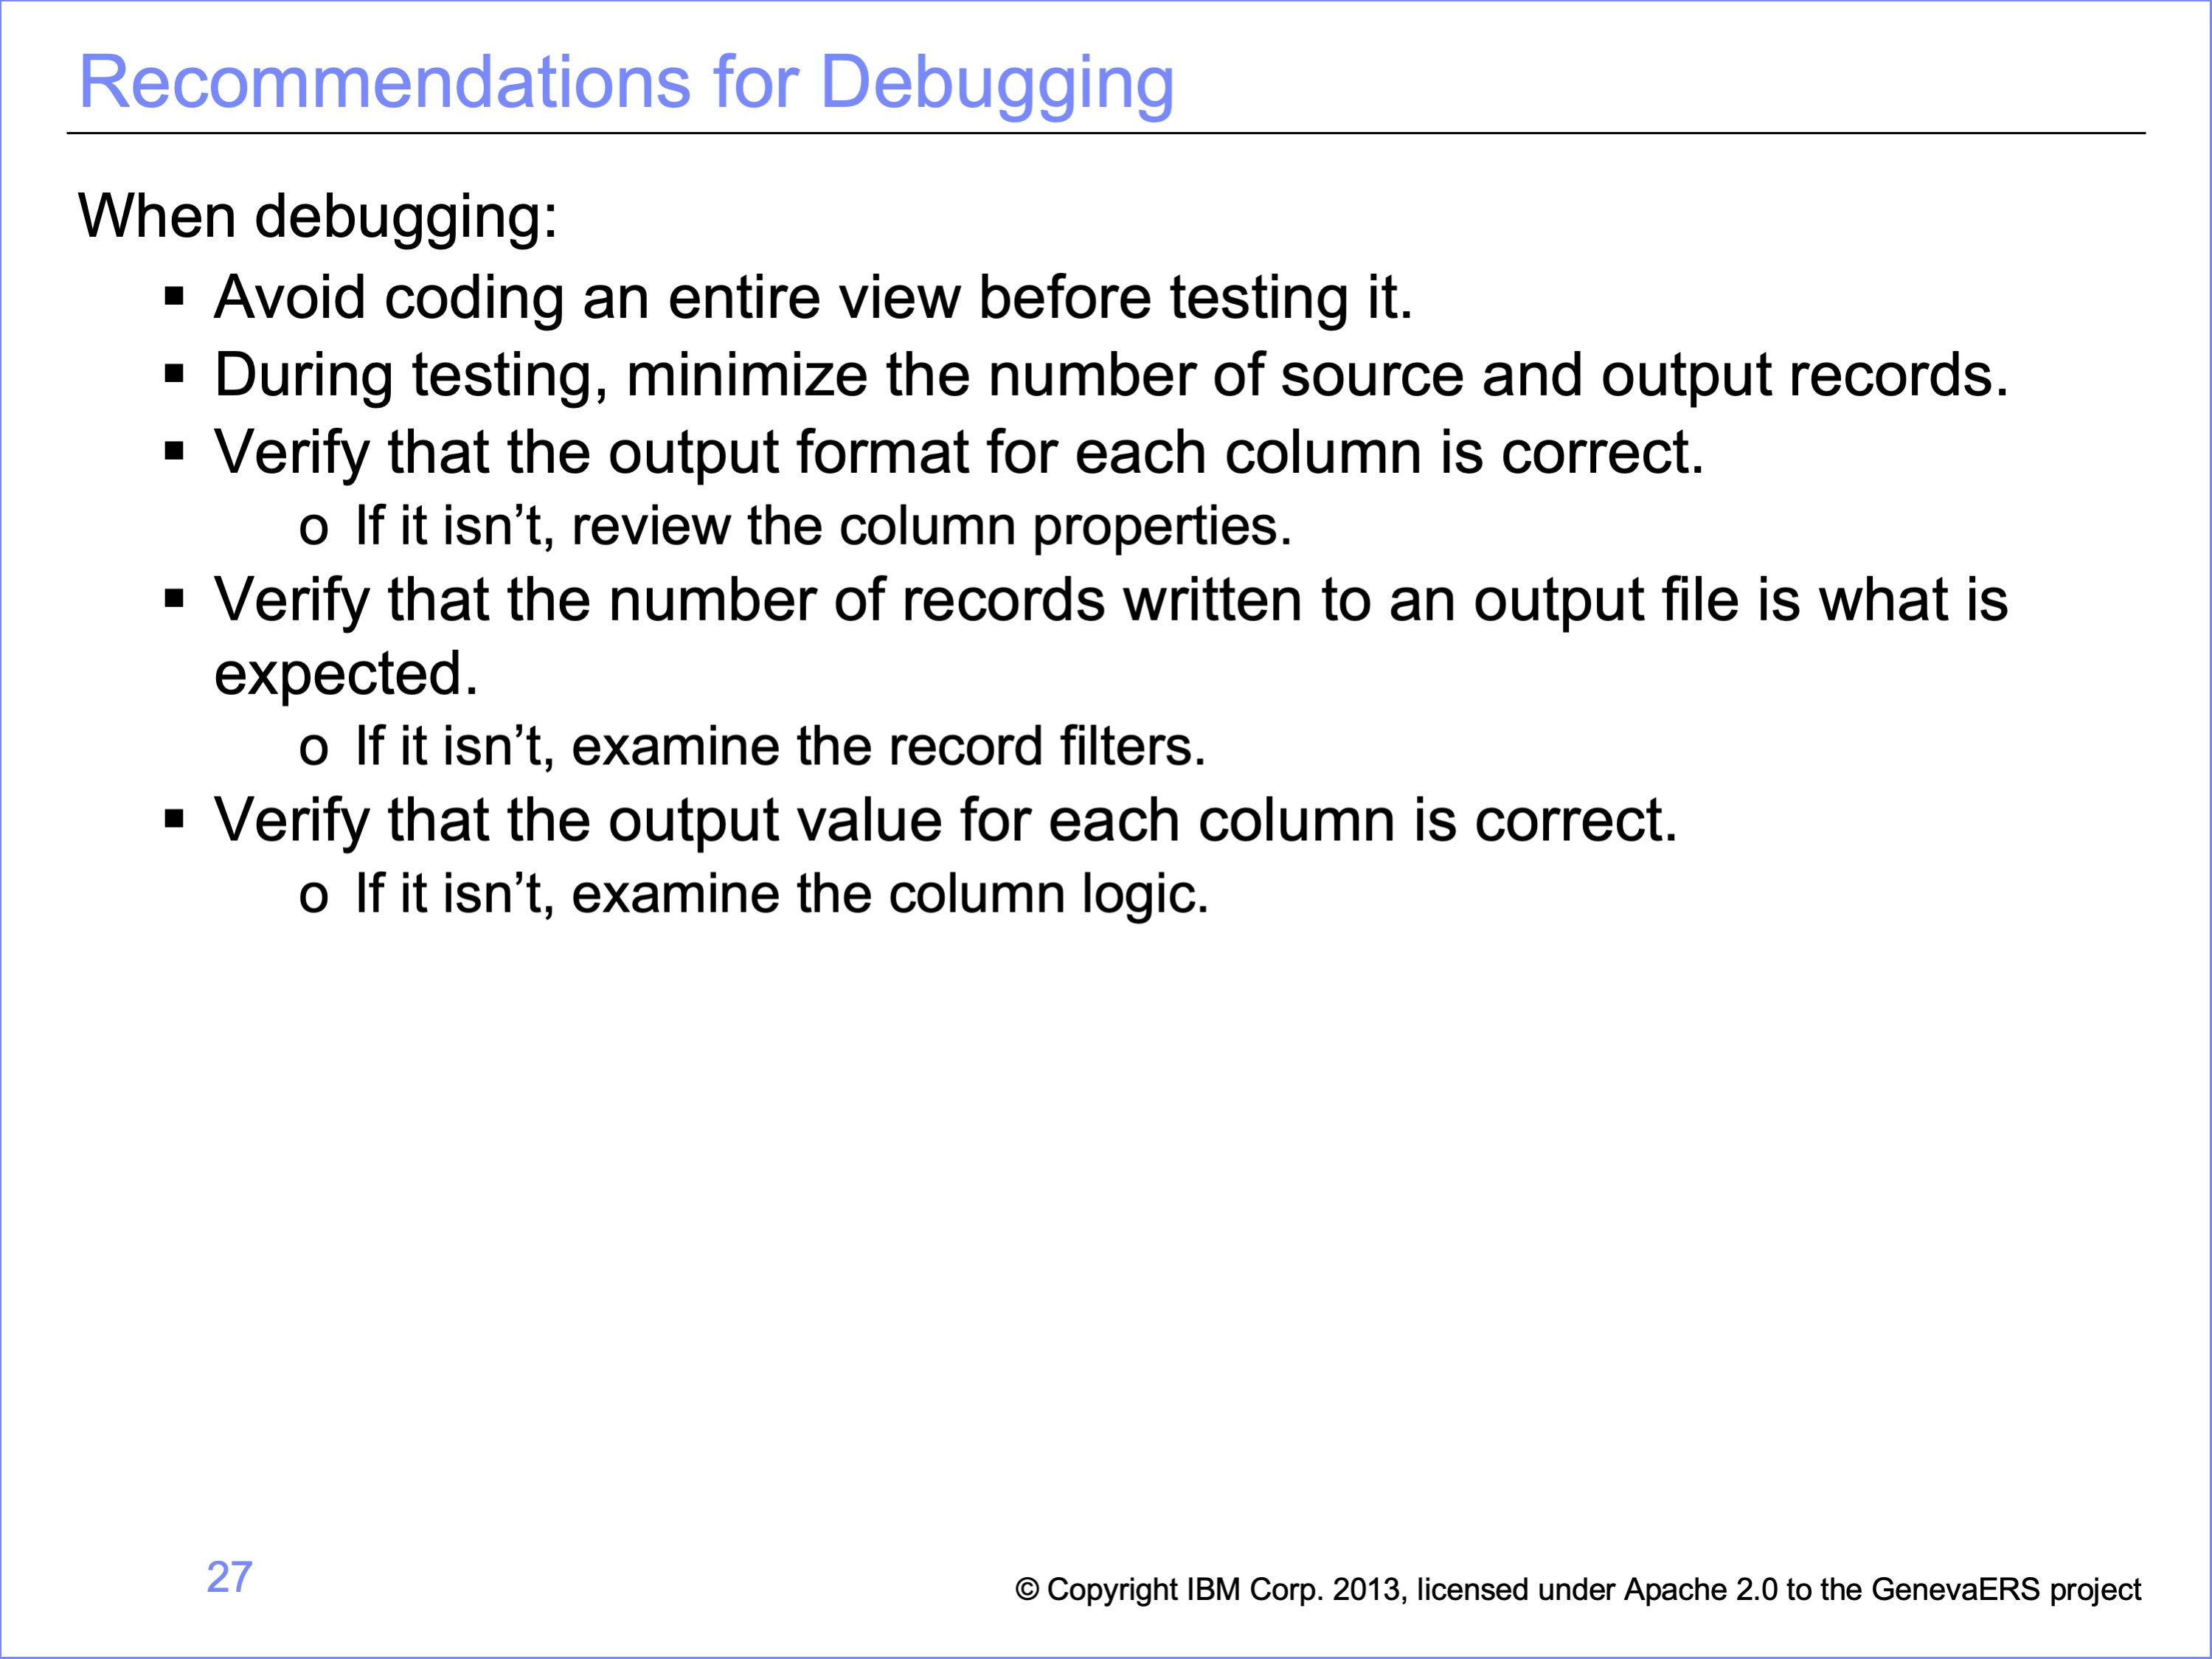 Recommendations for Debugging
When debugging:
▪ Avoid coding an entire view before testing it.
▪ During testing, minimize the number of source and output records.
▪ Verify that the output format for each column is correct.
o If it isn’t, review the column properties.
▪ Verify that the number of records written to an output file is what is
expected.
o If it isn’t, examine the record filters.
▪ Verify that the output value for each column is correct.
o If it isn’t, examine the column logic.
27
© Copyright IBM Corp. 2013, licensed under Apache 2.0 to the GenevaERS project